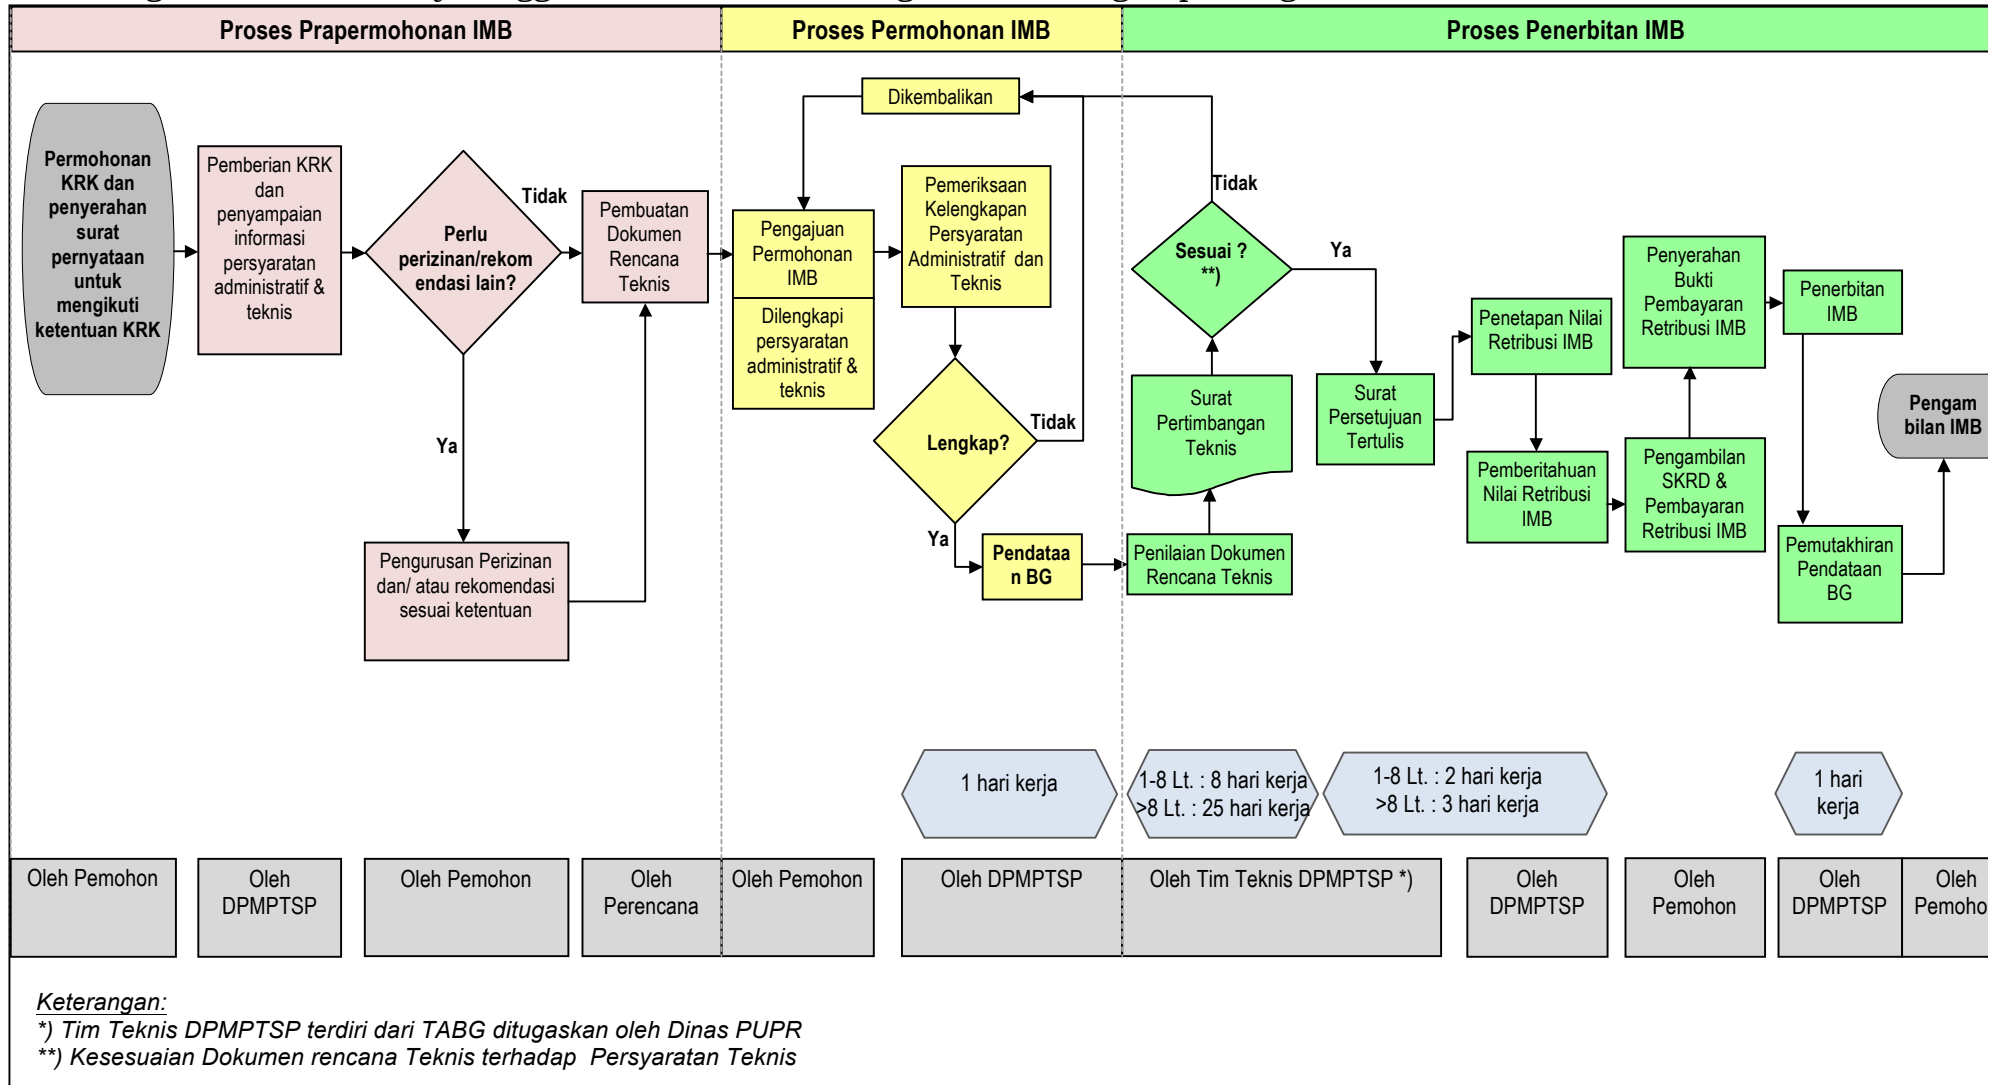 Proses Prapermohonan IMB
Proses Permohonan IMB
Proses Penerbitan IMB
Permohonan
KRK dan
penyerahan
surat
pernyataan
untuk
mengikuti
ketentuan KRK
Pemberian KRK
dan
penyampaian
informasi
persyaratan
administratif &
teknis
Perlu
perizinan/rekom
endasi lain?
Tidak
Ya
Pembuatan
Dokumen
Rencana
Teknis
Pengurusan Perizinan
dan/ atau rekomendasi
sesuai ketentuan
Dikembalikan
Pengajuan
Permohonan
IMB
Dilengkapi
persyaratan
administratif &
teknis
Pemeriksaan
Kelengkapan
Persyaratan
Administratif dan
Teknis
Lengkap?
Tidak
Ya
Pendataa
n BG
Penilaian Dokumen
Rencana Teknis
Surat
Pertimbangan
Teknis
Sesuai ?
**)
Tidak
Ya
Surat
Persetujuan
Tertulis
Penetapan Nilai
Retribusi IMB
Pemberitahuan
Nilai Retribusi
IMB
Pengambilan
SKRD &
Pembayaran
Retribusi IMB
Penyerahan
Bukti
Pembayaran
Retribusi IMB
Penerbitan
IMB
Pemutakhiran
Pendataan
BG
Pengam
bilan IMB
1 hari kerja
1-8 Lt. : 8 hari kerja
>8 Lt. : 25 hari kerja
1-8 Lt. : 2 hari kerja
>8 Lt. : 3 hari kerja
1 hari
kerja
Oleh Pemohon
Oleh
DPMPTSP
Oleh Pemohon
Oleh
Perencana
Oleh Pemohon
Oleh DPMPTSP
Oleh Tim Teknis DPMPTSP *)
Oleh
DPMPTSP
Oleh
Pemohon
Oleh
DPMPTSP
Oleh
Pemoho
Keterangan:
*) Tim Teknis DPMPTSP terdiri dari TABG ditugaskan oleh Dinas PUPR
**) Kesesuaian Dokumen rencana Teknis terhadap Persyaratan Teknis